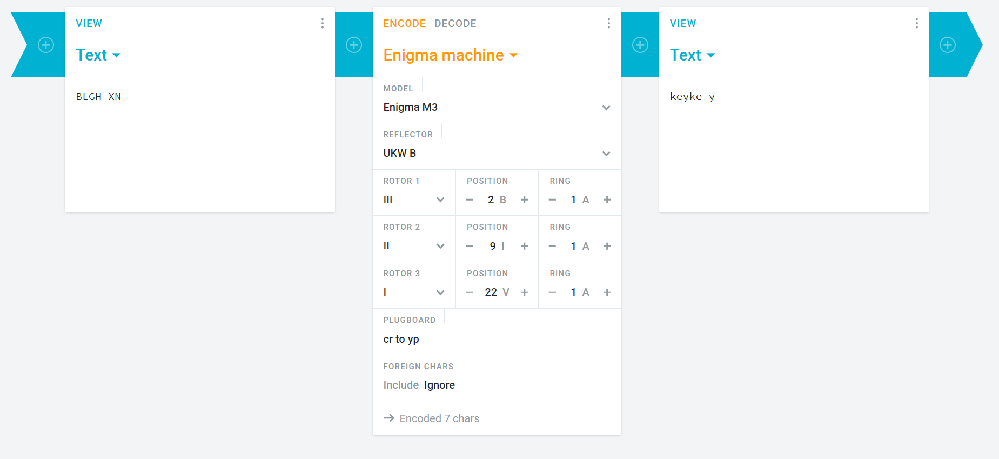 VIEW
Text
BLGH XN
ENCODE DECODE
Enigma machine
MODEL
Enigma M3
REFLECTOR
UKW B
ROTOR 1 POSITION RING
III − 2 B + − 1 A +
ROTOR 2 POSITION RING
II − 9 I + − 1 A +
ROTOR 3 POSITION RING
I − 22 V + − 1 A +
PLUGBOARD
cr to yp
FOREIGN CHARS
Include Ignore
→ Encoded 7 chars
VIEW
Text
keyke y